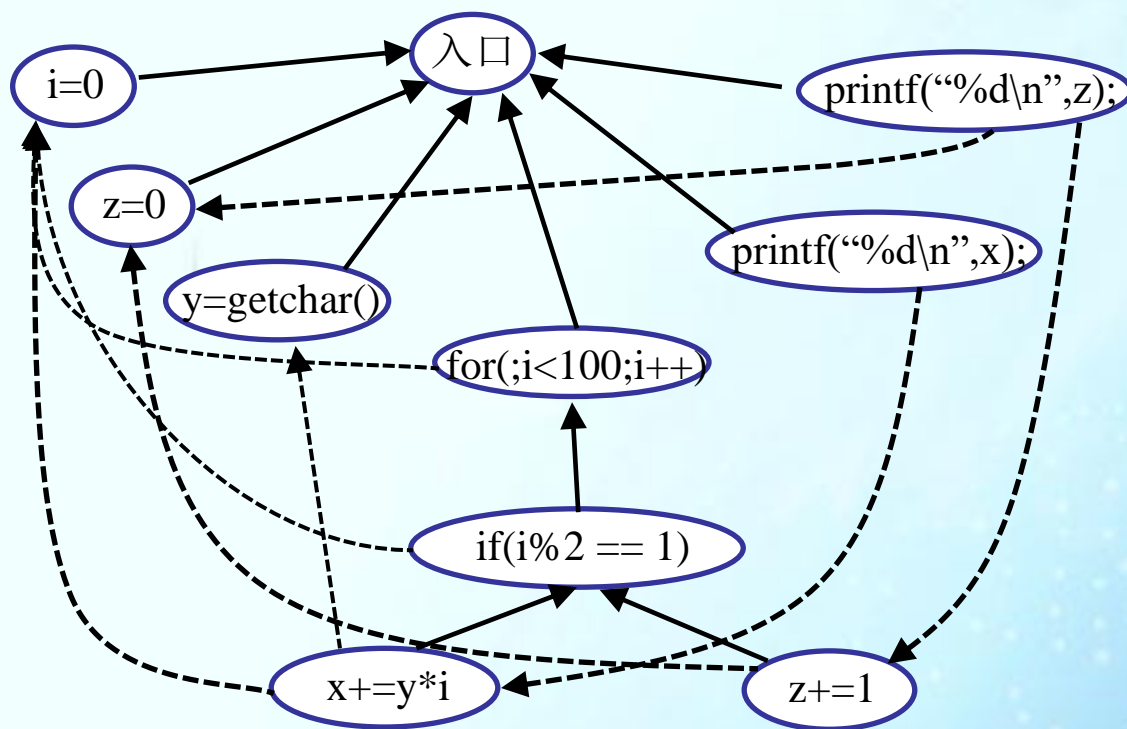 入口
i=0
printf(“%d\n”,z);
z=0
printf(“%d\n”,x);
y=getchar()
for(;i<100;i++)
if(i%2 == 1)
x+=y*i
z+=1